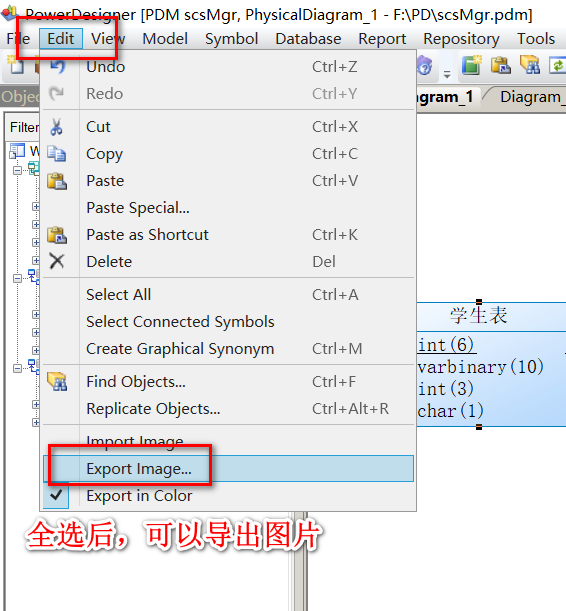 PowerDesigner [PDM scsMgr, PhysicalDiagram_1 - F:\PD\scsMgr.pdm]
File Edit View Model Symbol Database Report Repository Tools
Obje
agram_1 Diagram_
Filter
W
Undo Ctrl+Z
Redo Ctrl+Y
Cut Ctrl+X
Copy Ctrl+C
Paste Ctrl+V
Paste Special...
Paste as Shortcut Ctrl+K
Delete Del
Select All Ctrl+A
Select Connected Symbols
Create Graphical Synonym Ctrl+M
Find Objects... Ctrl+F
Replicate Objects... Ctrl+Alt+R
Import Image
Export Image...
Export in Color
学生表
int(6)
varbinary(10)
int(3)
char(1)
全选后，可以导出图片